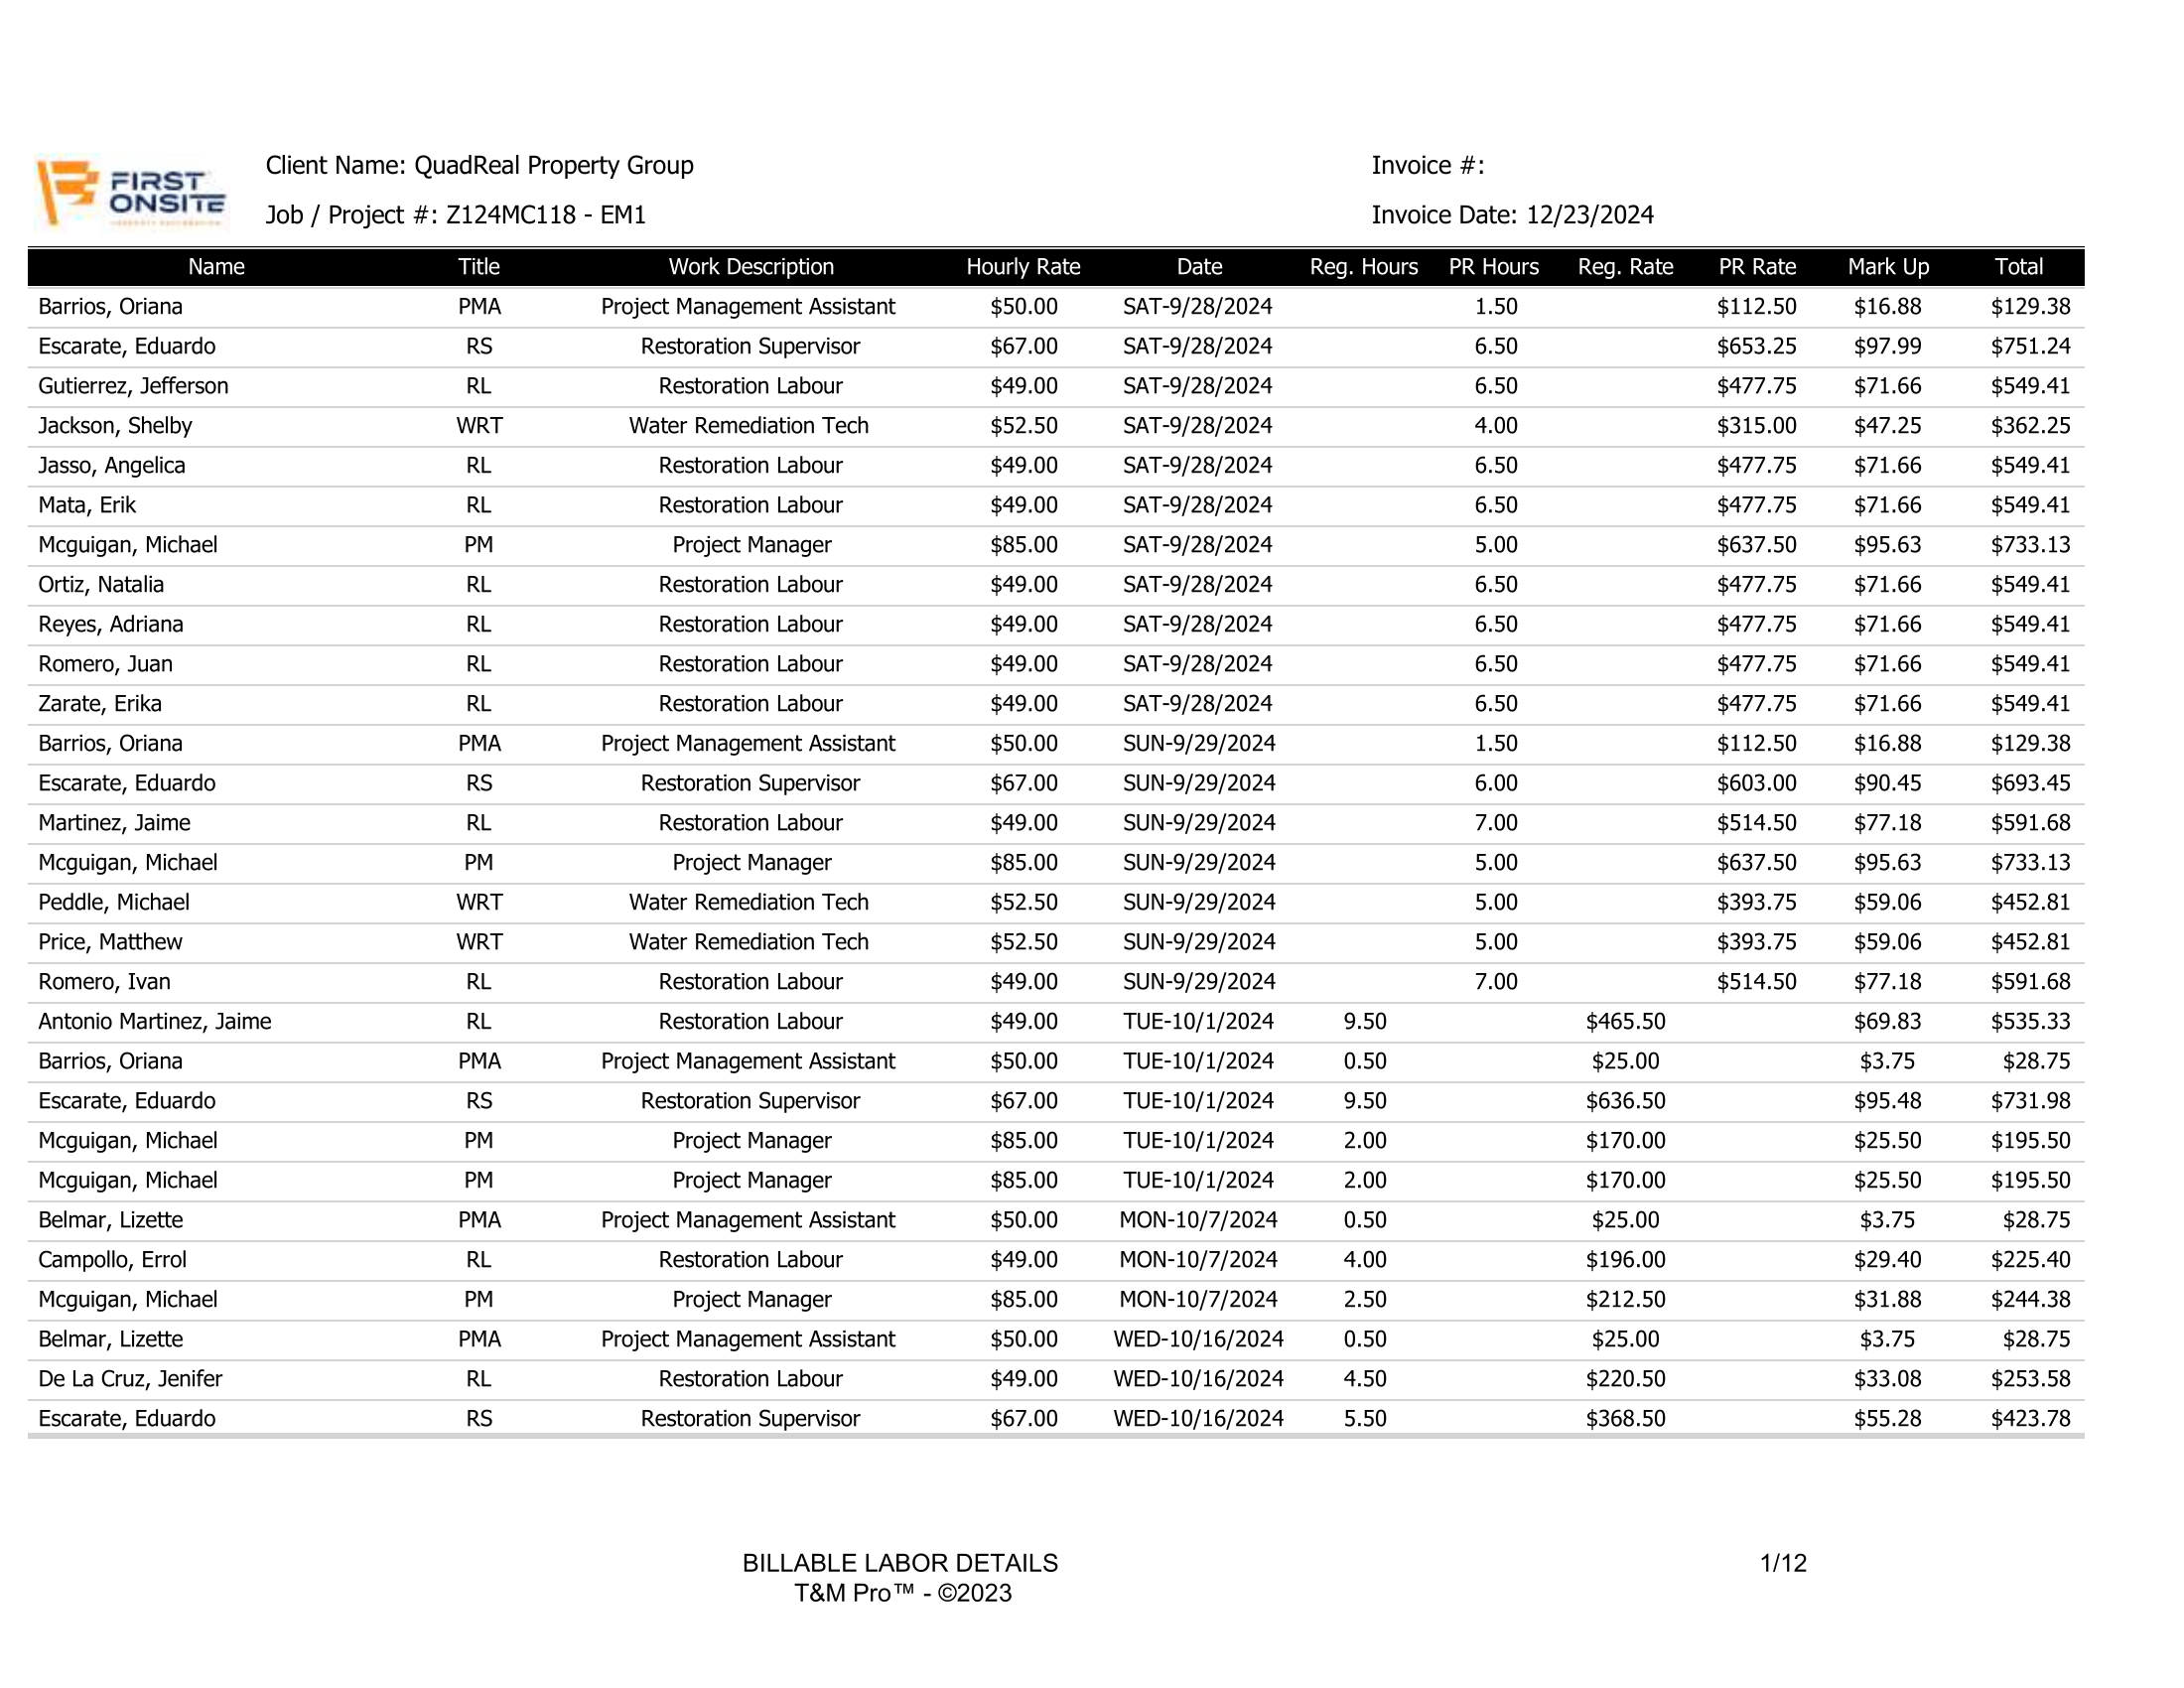 FIRST
ONSITE
Client Name: QuadReal Property Group
Invoice #:
Job / Project #: Z124MC118 - EM1
Invoice Date: 12/23/2024
Name Title Work Description Hourly Rate Date Reg. Hours PR Hours Reg. Rate PR Rate Mark Up Total
Barrios, Oriana PMA Project Management Assistant $50.00 SAT-9/28/2024 1.50 $112.50 $16.88 $129.38
Escarate, Eduardo RS Restoration Supervisor $67.00 SAT-9/28/2024 6.50 $653.25 $97.99 $751.24
Gutierrez, Jefferson RL Restoration Labour $49.00 SAT-9/28/2024 6.50 $477.75 $71.66 $549.41
Jackson, Shelby WRT Water Remediation Tech $52.50 SAT-9/28/2024 4.00 $315.00 $47.25 $362.25
Jasso, Angelica RL Restoration Labour $49.00 SAT-9/28/2024 6.50 $477.75 $71.66 $549.41
Mata, Erik RL Restoration Labour $49.00 SAT-9/28/2024 6.50 $477.75 $71.66 $549.41
Mcguigan, Michael PM Project Manager $85.00 SAT-9/28/2024 5.00 $637.50 $95.63 $733.13
Ortiz, Natalia RL Restoration Labour $49.00 SAT-9/28/2024 6.50 $477.75 $71.66 $549.41
Reyes, Adriana RL Restoration Labour $49.00 SAT-9/28/2024 6.50 $477.75 $71.66 $549.41
Romero, Juan RL Restoration Labour $49.00 SAT-9/28/2024 6.50 $477.75 $71.66 $549.41
Zarate, Erika RL Restoration Labour $49.00 SAT-9/28/2024 6.50 $477.75 $71.66 $549.41
Barrios, Oriana PMA Project Management Assistant $50.00 SUN-9/29/2024 1.50 $112.50 $16.88 $129.38
Escarate, Eduardo RS Restoration Supervisor $67.00 SUN-9/29/2024 6.00 $603.00 $90.45 $693.45
Martinez, Jaime RL Restoration Labour $49.00 SUN-9/29/2024 7.00 $514.50 $77.18 $591.68
Mcguigan, Michael PM Project Manager $85.00 SUN-9/29/2024 5.00 $637.50 $95.63 $733.13
Peddle, Michael WRT Water Remediation Tech $52.50 SUN-9/29/2024 5.00 $393.75 $59.06 $452.81
Price, Matthew WRT Water Remediation Tech $52.50 SUN-9/29/2024 5.00 $393.75 $59.06 $452.81
Romero, Ivan RL Restoration Labour $49.00 SUN-9/29/2024 7.00 $514.50 $77.18 $591.68
Antonio Martinez, Jaime RL Restoration Labour $49.00 TUE-10/1/2024 9.50 $465.50 $69.83 $535.33
Barrios, Oriana PMA Project Management Assistant $50.00 TUE-10/1/2024 0.50 $25.00 $3.75 $28.75
Escarate, Eduardo RS Restoration Supervisor $67.00 TUE-10/1/2024 9.50 $636.50 $95.48 $731.98
Mcguigan, Michael PM Project Manager $85.00 TUE-10/1/2024 2.00 $170.00 $25.50 $195.50
Mcguigan, Michael PM Project Manager $85.00 TUE-10/1/2024 2.00 $170.00 $25.50 $195.50
Belmar, Lizette PMA Project Management Assistant $50.00 MON-10/7/2024 0.50 $25.00 $3.75 $28.75
Campollo, Errol RL Restoration Labour $49.00 MON-10/7/2024 4.00 $196.00 $29.40 $225.40
Mcguigan, Michael PM Project Manager $85.00 MON-10/7/2024 2.50 $212.50 $31.88 $244.38
Belmar, Lizette PMA Project Management Assistant $50.00 WED-10/16/2024 0.50 $25.00 $3.75 $28.75
De La Cruz, Jenifer RL Restoration Labour $49.00 WED-10/16/2024 4.50 $220.50 $33.08 $253.58
Escarate, Eduardo RS Restoration Supervisor $67.00 WED-10/16/2024 5.50 $368.50 $55.28 $423.78
BILLABLE LABOR DETAILS 1/12
T&M Pro™ - ©2023